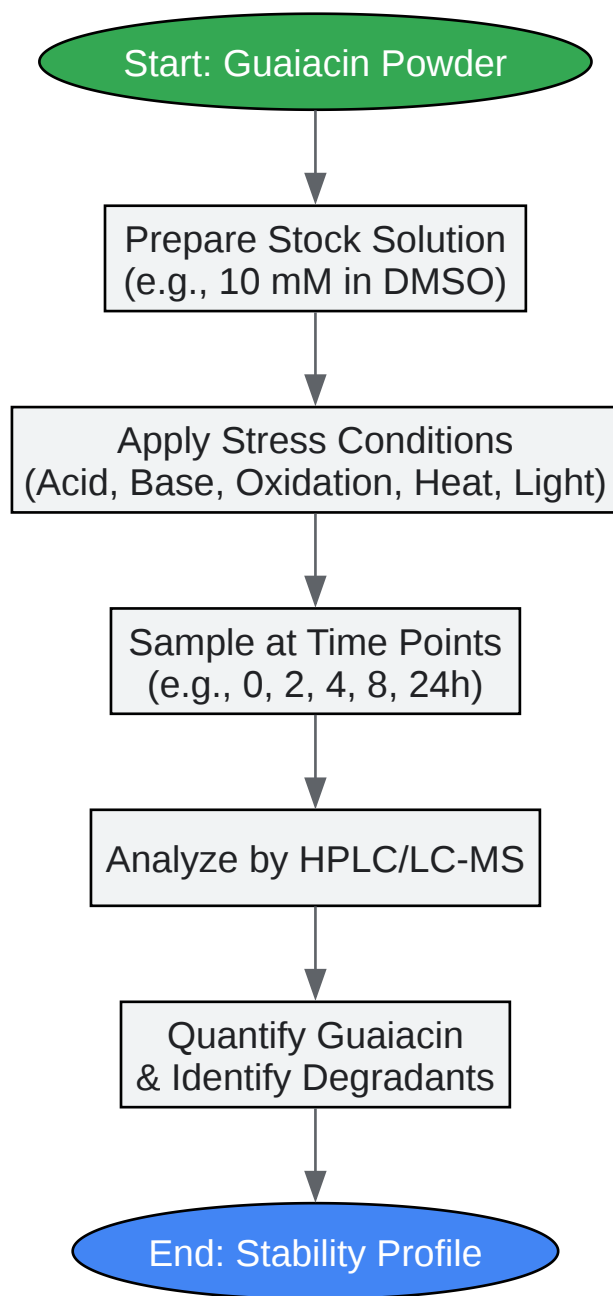 Start: Guaiacin Powder
Prepare Stock Solution
(e.g., 10 mM in DMSO)
Apply Stress Conditions
(Acid, Base, Oxidation, Heat, Light)
Sample at Time Points
(e.g., 0, 2, 4, 8, 24h)
Analyze by HPLC/LC-MS
Quantify Guaiacin
& Identify Degradants
End: Stability Profile